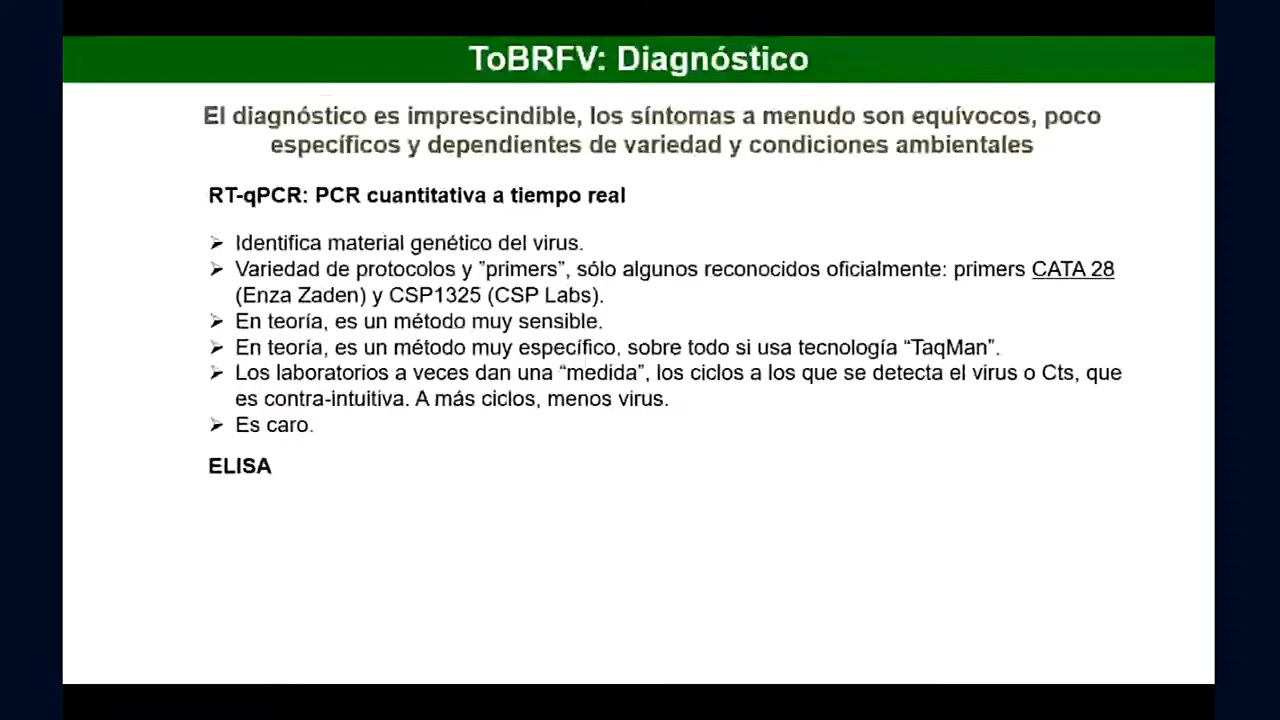 ToBRFV: Diagnóstico
El diagnóstico es imprescindible, los síntomas a menudo son equívocos, poco
específicos y dependientes de variedad y condiciones ambientales
RT-qPCR: PCR cuantitativa a tiempo real
➢ Identifica material genético del virus.
➢ Variedad de protocolos y ”primers”, sólo algunos reconocidos oficialmente: primers CATA 28
(Enza Zaden) y CSP1325 (CSP Labs).
➢ En teoría, es un método muy sensible.
➢ En teoría, es un método muy específico, sobre todo si usa tecnología “TaqMan”.
➢ Los laboratorios a veces dan una “medida”, los ciclos a los que se detecta el virus o Cts, que
es contra-intuitiva. A más ciclos, menos virus.
➢ Es caro.
ELISA